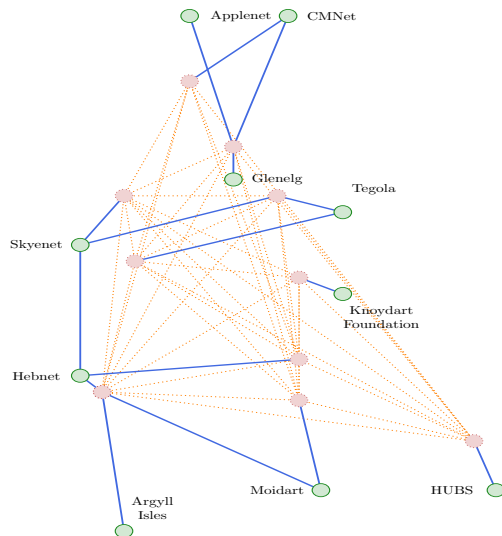 Applenet
CMNet
Glenelg
Tegola
Skyenet
Knoydart
Foundation
Hebnet
Argyll
Isles
Moidart
HUBS